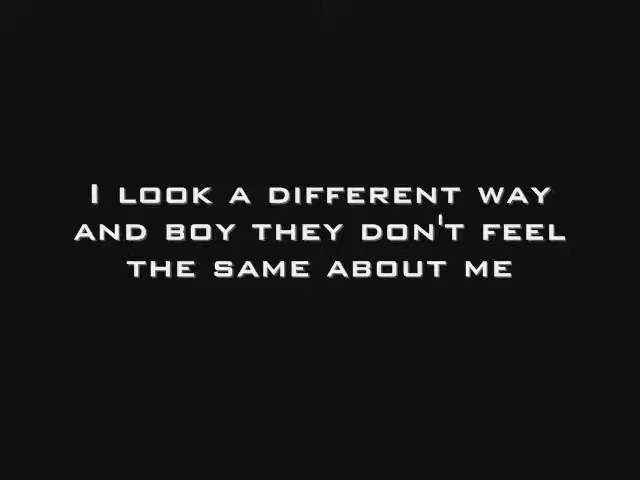 I LOOK A DIFFERENT WAY
AND BOY THEY DON'T FEEL
THE SAME ABOUT ME